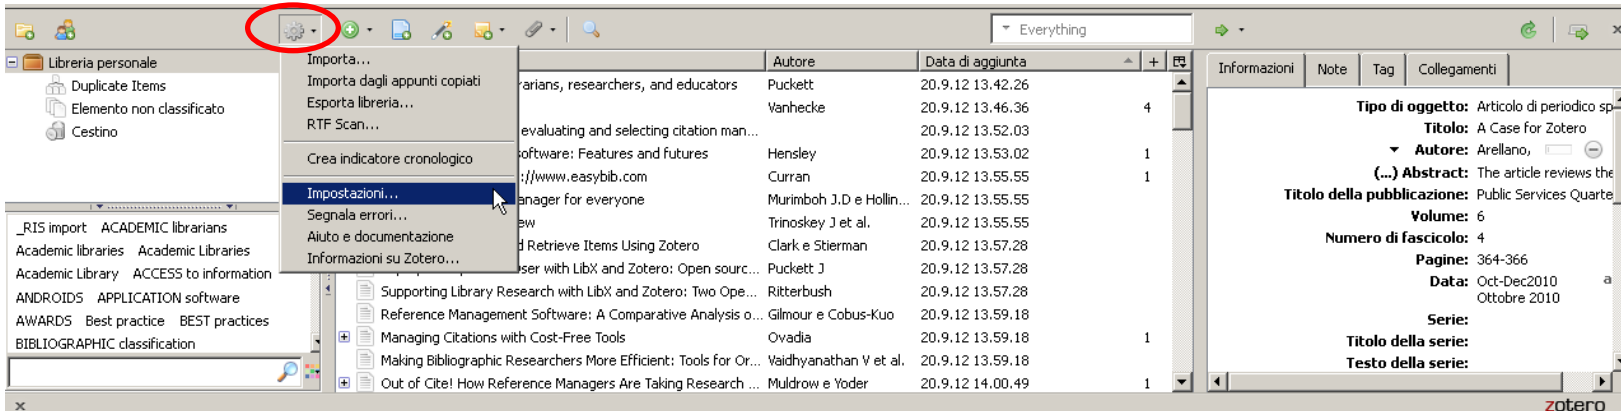 Everything
Libreria personale
Duplicate Items
Elemento non classificato
Cestino
Importa...
Importa dagli appunti copiati
Esporta libreria...
RTF Scan...
Crea indicatore cronologico
Impostazioni...
Segnala errori...
Aiuto e documentazione
Informazioni su Zotero...
_RIS import ACADEMIC librarians
Academic libraries Academic Libraries
Academic Library ACCESS to information
ANDROIDS APPLICATION software
AWARDS Best practice BEST practices
BIBLIOGRAPHIC classification
Autore Data di aggiunta +
researchers, and educators Puckett 20.9.12 13.42.26
Vanhecke 20.9.12 13.46.36 4
evaluating and selecting citation man... 20.9.12 13.52.03
software: Features and futures Hensley 20.9.12 13.53.02 1
://www.easybib.com Curran 20.9.12 13.55.55 1
anager for everyone Murimboh J.D e Hollin... 20.9.12 13.55.55
ew Trinoskey J et al. 20.9.12 13.55.55
d Retrieve Items Using Zotero Clark e Stierman 20.9.12 13.57.28
ser with LibX and Zotero: Open sourc... Puckett J 20.9.12 13.57.28
Supporting Library Research with LibX and Zotero: Two Ope... Ritterbush 20.9.12 13.57.28
Reference Management Software: A Comparative Analysis o... Gilmour e Cobus-Kuo 20.9.12 13.59.18
Managing Citations with Cost-Free Tools Ovadia 20.9.12 13.59.18 1
Making Bibliographic Researchers More Efficient: Tools for Or... Vaidhyanathan V et al. 20.9.12 13.59.18
Out of Cite! How Reference Managers Are Taking Research ... Muldrow e Yoder 20.9.12 14.00.49 1
Informazioni Note Tag Collegamenti
Tipo di oggetto: Articolo di periodico sp
Titolo: A Case for Zotero
Autore: Arellano,
(...) Abstract: The article reviews the
Titolo della pubblicazione: Public Services Quarte
Volume: 6
Numero di fascicolo: 4
Pagine: 364-366
Data: Oct-Dec2010
Ottobre 2010
Serie:
Titolo della serie:
Testo della serie:
zotero